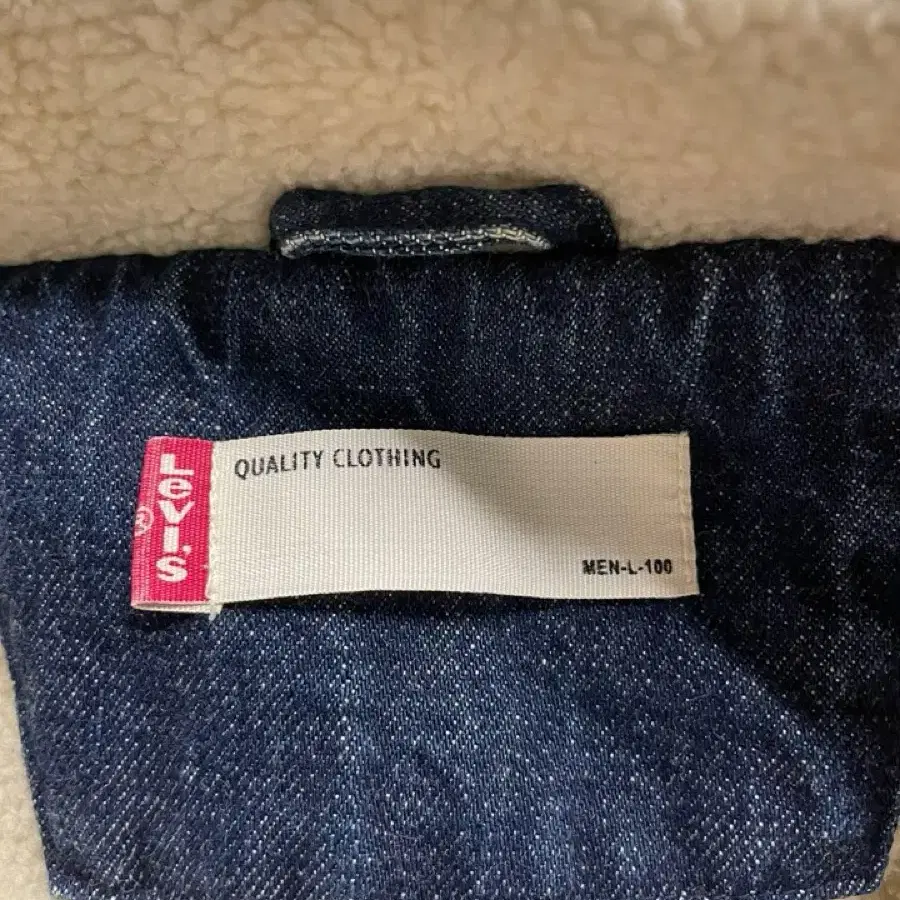 LEVI'S
®
QUALITY CLOTHING
MEN-L-100